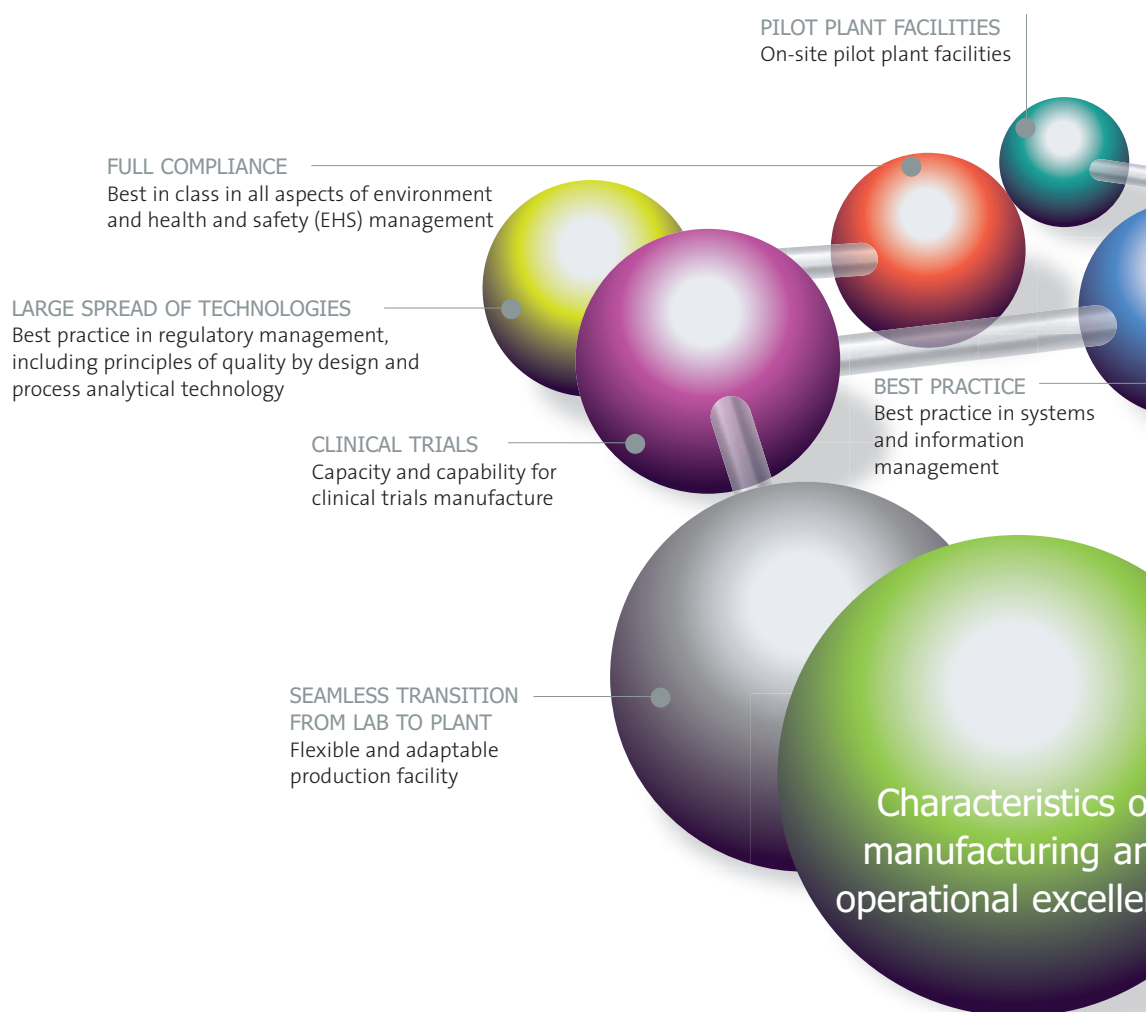 PILOT PLANT FACILITIES
On-site pilot plant facilities
FULL COMPLIANCE
Best in class in all aspects of environment
and health and safety (EHS) management
LARGE SPREAD OF TECHNOLOGIES
Best practice in regulatory management,
including principles of quality by design and
process analytical technology
BEST PRACTICE
Best practice in systems
and information
management
CLINICAL TRIALS
Capacity and capability for
clinical trials manufacture
SEAMLESS TRANSITION
FROM LAB TO PLANT
Flexible and adaptable
production facility
Characteristics
manufacturing
operational